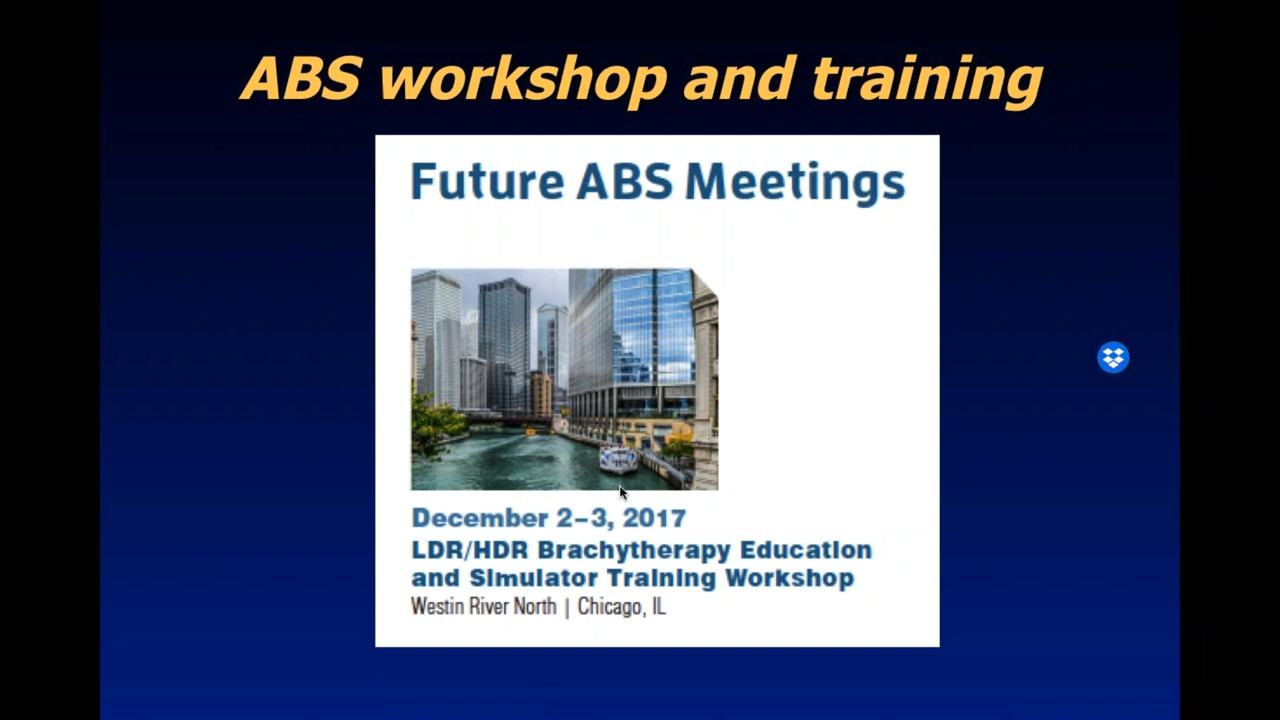 ABS workshop and training
Future ABS Meetings
December 2–3, 2017
LDR/HDR Brachytherapy Education
and Simulator Training Workshop
Westin River North | Chicago, IL